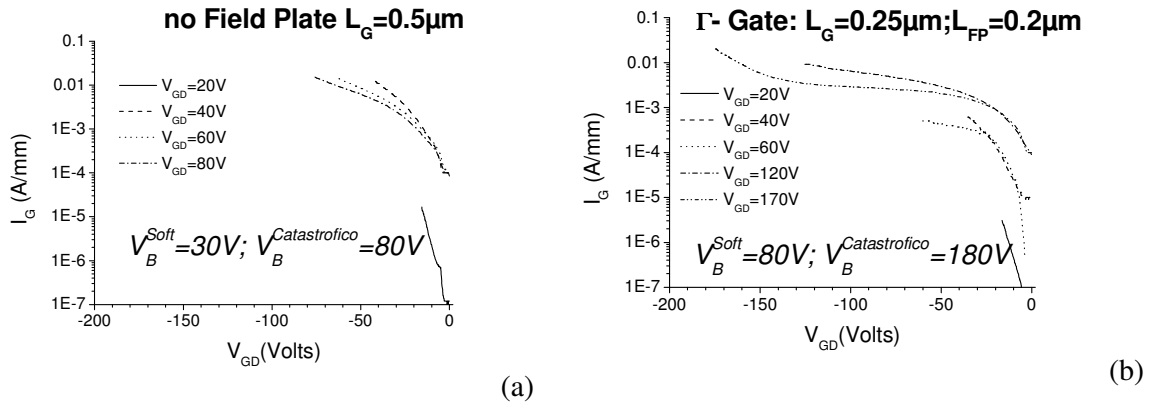 no Field Plate L_G=0.5µm
0.1
0.01
1E-3
1E-4
1E-5
1E-6
1E-7
I_G (A/mm)
V_GD=20V
V_GD=40V
V_GD=60V
V_GD=80V
V_B^Soft=30V; V_B^Catastrofico=80V
-200 -150 -100 -50 0
V_GD(Volts)
(a)
Γ- Gate: L_G=0.25µm;L_FP=0.2µm
0.1
0.01
1E-3
1E-4
1E-5
1E-6
1E-7
I_G (A/mm)
V_GD=20V
V_GD=40V
V_GD=60V
V_GD=120V
V_GD=170V
V_B^Soft=80V; V_B^Catastrofico=180V
-200 -150 -100 -50 0
V_GD(Volts)
(b)